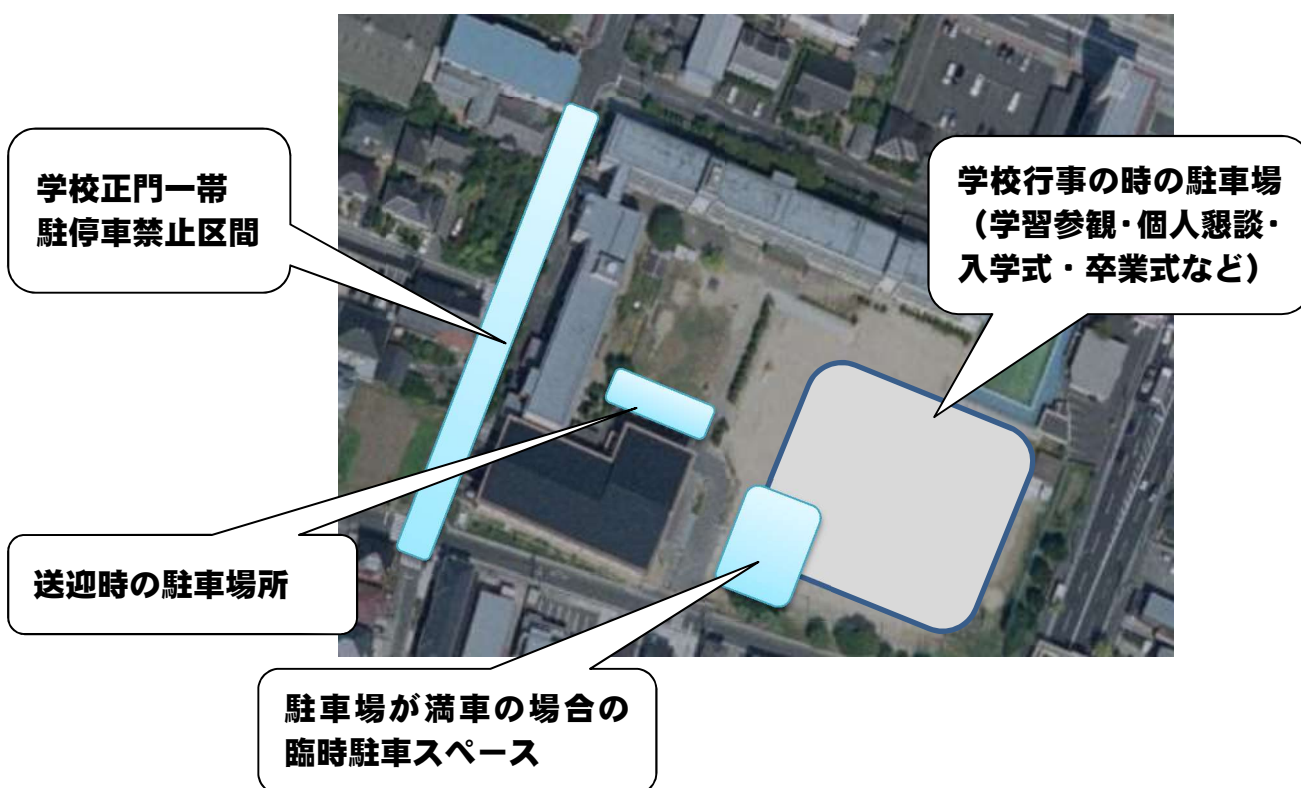 学校正門一帯
駐停車禁止区間
学校行事の時の駐車場
（学習参観・個人懇談・
入学式・卒業式など）
送迎時の駐車場所
駐車場が満車の場合の
臨時駐車スペース